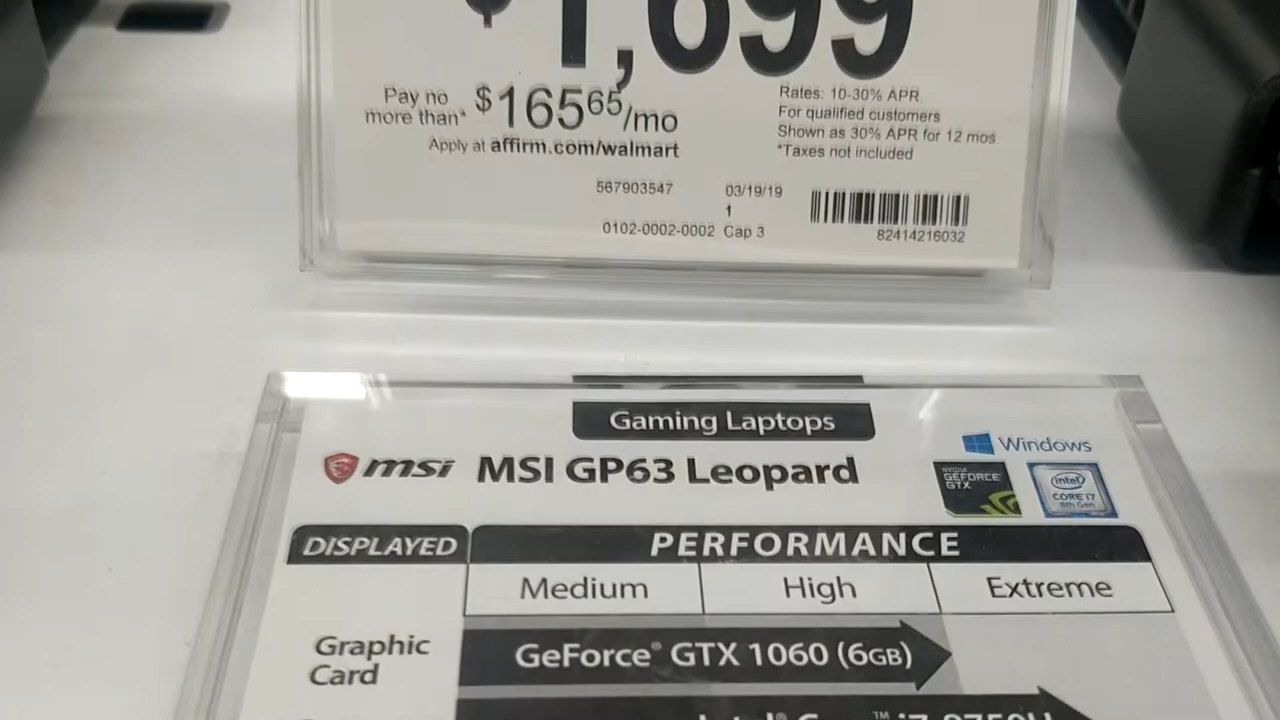 $1,699
Pay no
more than* $165⁶⁵/mo
Apply at affirm.com/walmart
Rates: 10-30% APR
For qualified customers
Shown as 30% APR for 12 mos
*Taxes not included
567903547
03/19/19
1
0102-0002-0002 Cap 3
82414216032
Gaming Laptops
msi MSI GP63 Leopard
Windows
NVIDIA
GEFORCE
GTX
intel
CORE i7
8th Gen
DISPLAYED
PERFORMANCE
Medium
High
Extreme
Graphic
Card
GeForce® GTX 1060 (6GB)